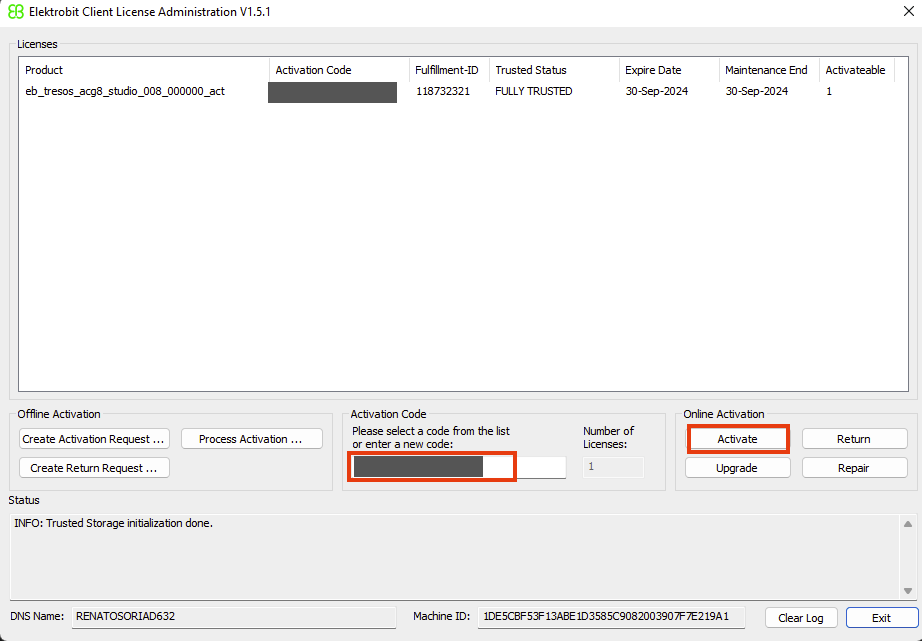 Elektrobit Client License Administration V1.5.1
Licenses
Product Activation Code Fulfillment-ID Trusted Status Expire Date Maintenance End Activateable
eb_tresos_acg8_studio_008_000000_act 118732321 FULLY TRUSTED 30-Sep-2024 30-Sep-2024 1
Offline Activation
Create Activation Request ... Process Activation ...
Create Return Request ...
Activation Code
Please select a code from the list
or enter a new code:
Number of
Licenses:
1
Online Activation
Activate Return
Upgrade Repair
Status
INFO: Trusted Storage initialization done.
DNS Name: RENATOSORIAD632 Machine ID: 1DE5CBF53F13ABE1D3585C9082003907F7E219A1 Clear Log Exit